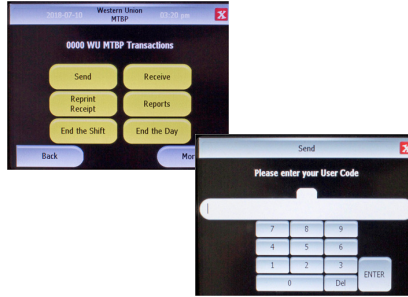 2018-07-10
Western Union
MTBP
03:20 pm
X
0000 WU MTBP Transactions
Send
Receive
Reprint
Receipt
Reports
End the Shift
End the Day
Back
Mor
Send
X
Please enter your User Code
7
8
9
4
5
6
1
2
3
ENTER
0
Del